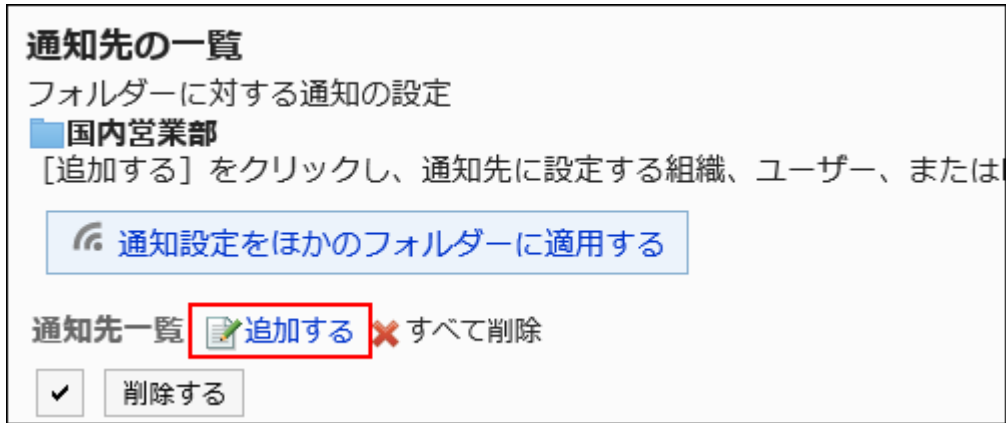 通知先の一覧
フォルダーに対する通知の設定
国内営業部
［追加する］をクリックし、通知先に設定する組織、ユーザー、または
通知設定をほかのフォルダーに適用する
通知先一覧 追加する すべて削除
削除する